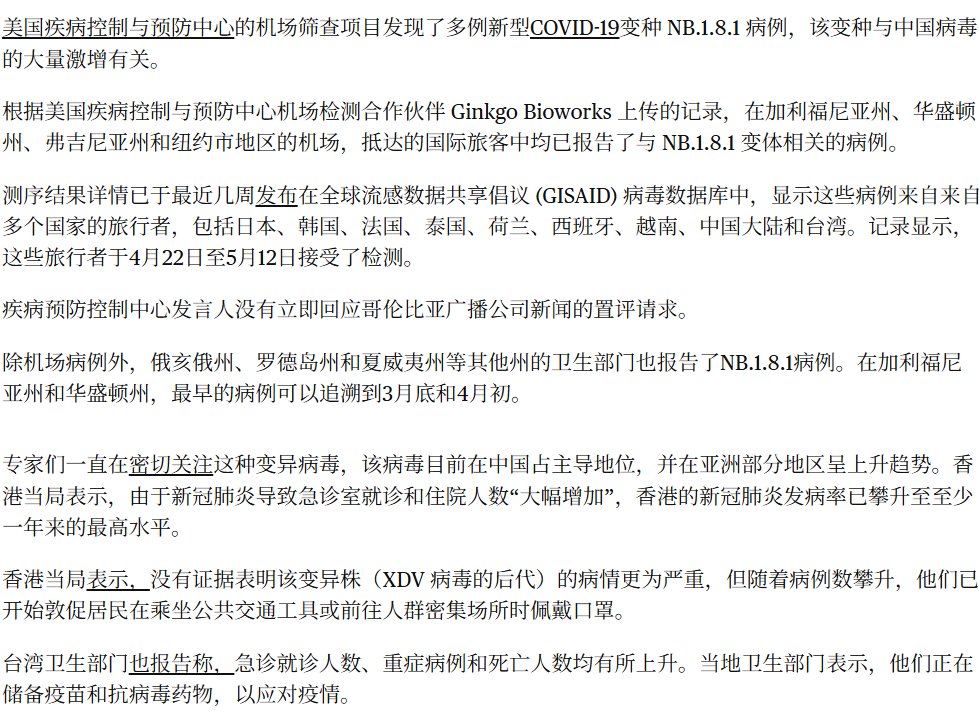 美国疾病控制与预防中心的机场筛查项目发现了多例新型COVID-19变种 NB.1.8.1 病例，该变种与中国病毒
的大量激增有关。
根据美国疾病控制与预防中心机场检测合作伙伴 Ginkgo Bioworks 上传的记录，在加利福尼亚州、华盛顿
州、弗吉尼亚州和纽约市地区的机场，抵达的国际旅客中均已报告了与 NB.1.8.1 变体相关的病例。
测序结果详情已于最近几周发布在全球流感数据共享倡议 (GISAID) 病毒数据库中，显示这些病例来自来自
多个国家的旅行者，包括日本、韩国、法国、泰国、荷兰、西班牙、越南、中国大陆和台湾。记录显示，
这些旅行者于4月22日至5月12日接受了检测。
疾病预防控制中心发言人没有立即回应哥伦比亚广播公司新闻的置评请求。
除机场病例外，俄亥俄州、罗德岛州和夏威夷州等其他州的卫生部门也报告了NB.1.8.1病例。在加利福尼
亚州和华盛顿州，最早的病例可以追溯到3月底和4月初。
专家们一直在密切关注这种变异病毒，该病毒目前在中国占主导地位，并在亚洲部分地区呈上升趋势。香
港当局表示，由于新冠肺炎导致急诊室就诊和住院人数“大幅增加”，香港的新冠肺炎发病率已攀升至至少
一年来的最高水平。
香港当局表示，没有证据表明该变异株（XDV 病毒的后代）的病情更为严重，但随着病例数攀升，他们已
开始敦促居民在乘坐公共交通工具或前往人群密集场所时佩戴口罩。
台湾卫生部门也报告称，急诊就诊人数、重症病例和死亡人数均有所上升。当地卫生部门表示，他们正在
储备疫苗和抗病毒药物，以应对疫情。